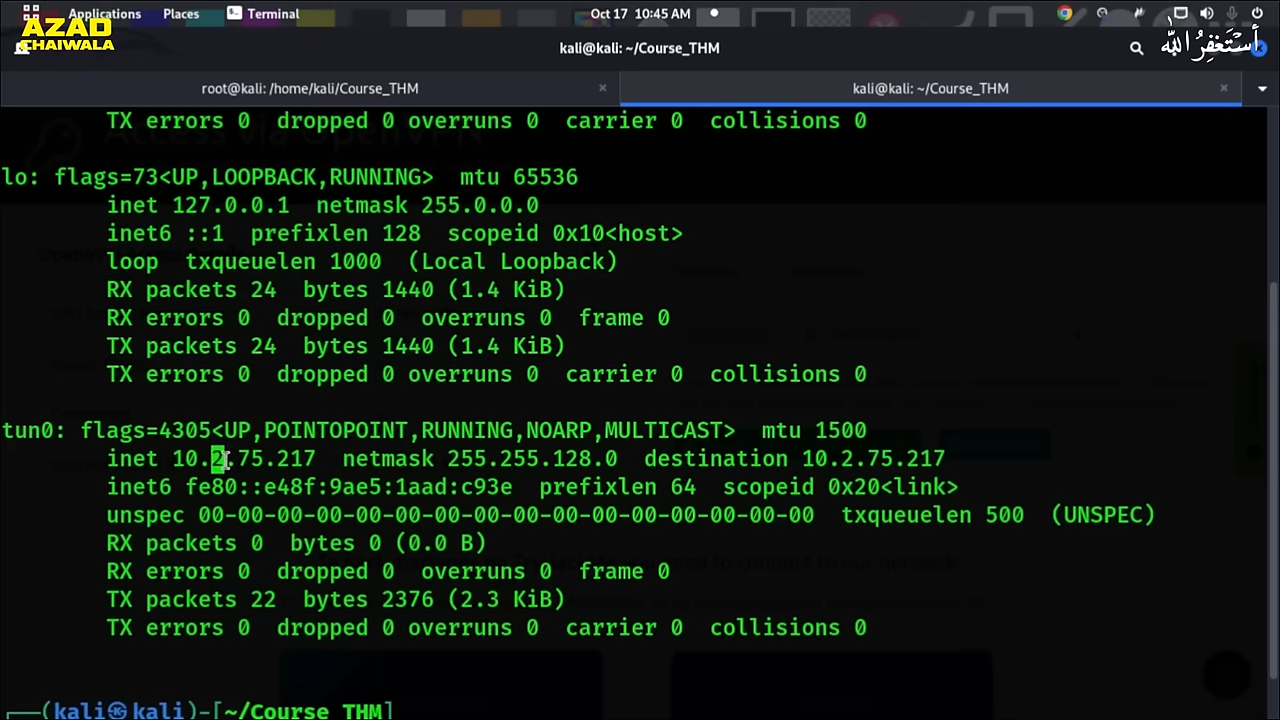 Applications Places Terminal Oct 17 10:45 AM
AZAD
CHAIWALA
أستغفر الله
kali@kali: ~/Course_THM
root@kali: /home/kali/Course_THM × kali@kali: ~/Course_THM ×
TX errors 0 dropped 0 overruns 0 carrier 0 collisions 0
lo: flags=73<UP,LOOPBACK,RUNNING> mtu 65536
inet 127.0.0.1 netmask 255.0.0.0
inet6 ::1 prefixlen 128 scopeid 0x10<host>
loop txqueuelen 1000 (Local Loopback)
RX packets 24 bytes 1440 (1.4 KiB)
RX errors 0 dropped 0 overruns 0 frame 0
TX packets 24 bytes 1440 (1.4 KiB)
TX errors 0 dropped 0 overruns 0 carrier 0 collisions 0
tun0: flags=4305<UP,POINTOPOINT,RUNNING,NOARP,MULTICAST> mtu 1500
inet 10.2.75.217 netmask 255.255.128.0 destination 10.2.75.217
inet6 fe80::e48f:9ae5:1aad:c93e prefixlen 64 scopeid 0x20<link>
unspec 00-00-00-00-00-00-00-00-00-00-00-00-00-00-00-00 txqueuelen 500 (UNSPEC)
RX packets 0 bytes 0 (0.0 B)
RX errors 0 dropped 0 overruns 0 frame 0
TX packets 22 bytes 2376 (2.3 KiB)
TX errors 0 dropped 0 overruns 0 carrier 0 collisions 0
┌──(kali㉿kali)-[~/Course_THM]